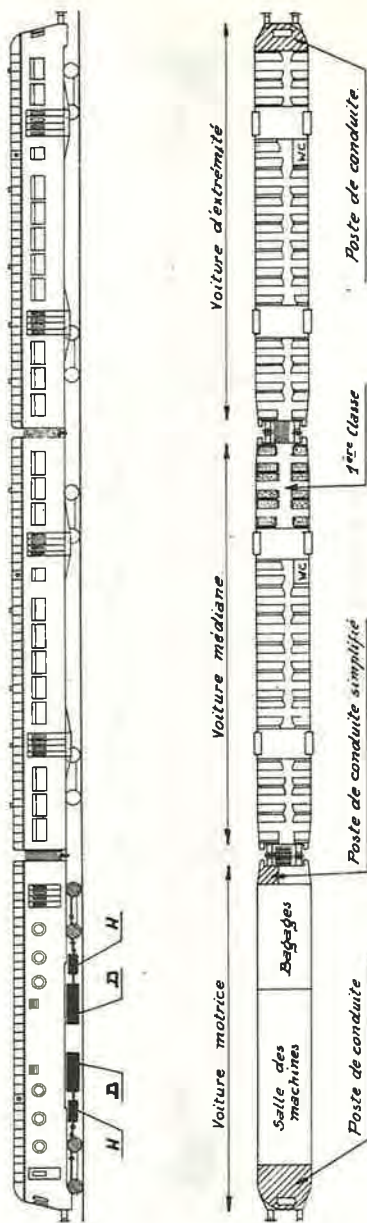 H
D
D
H
Voiture motrice
Voiture médiane
Voiture d'extrémité
Salle des
machines
Bagages
WC
WC
Poste de conduite
Poste de conduite simplifié
1ère Classe
Poste de conduite